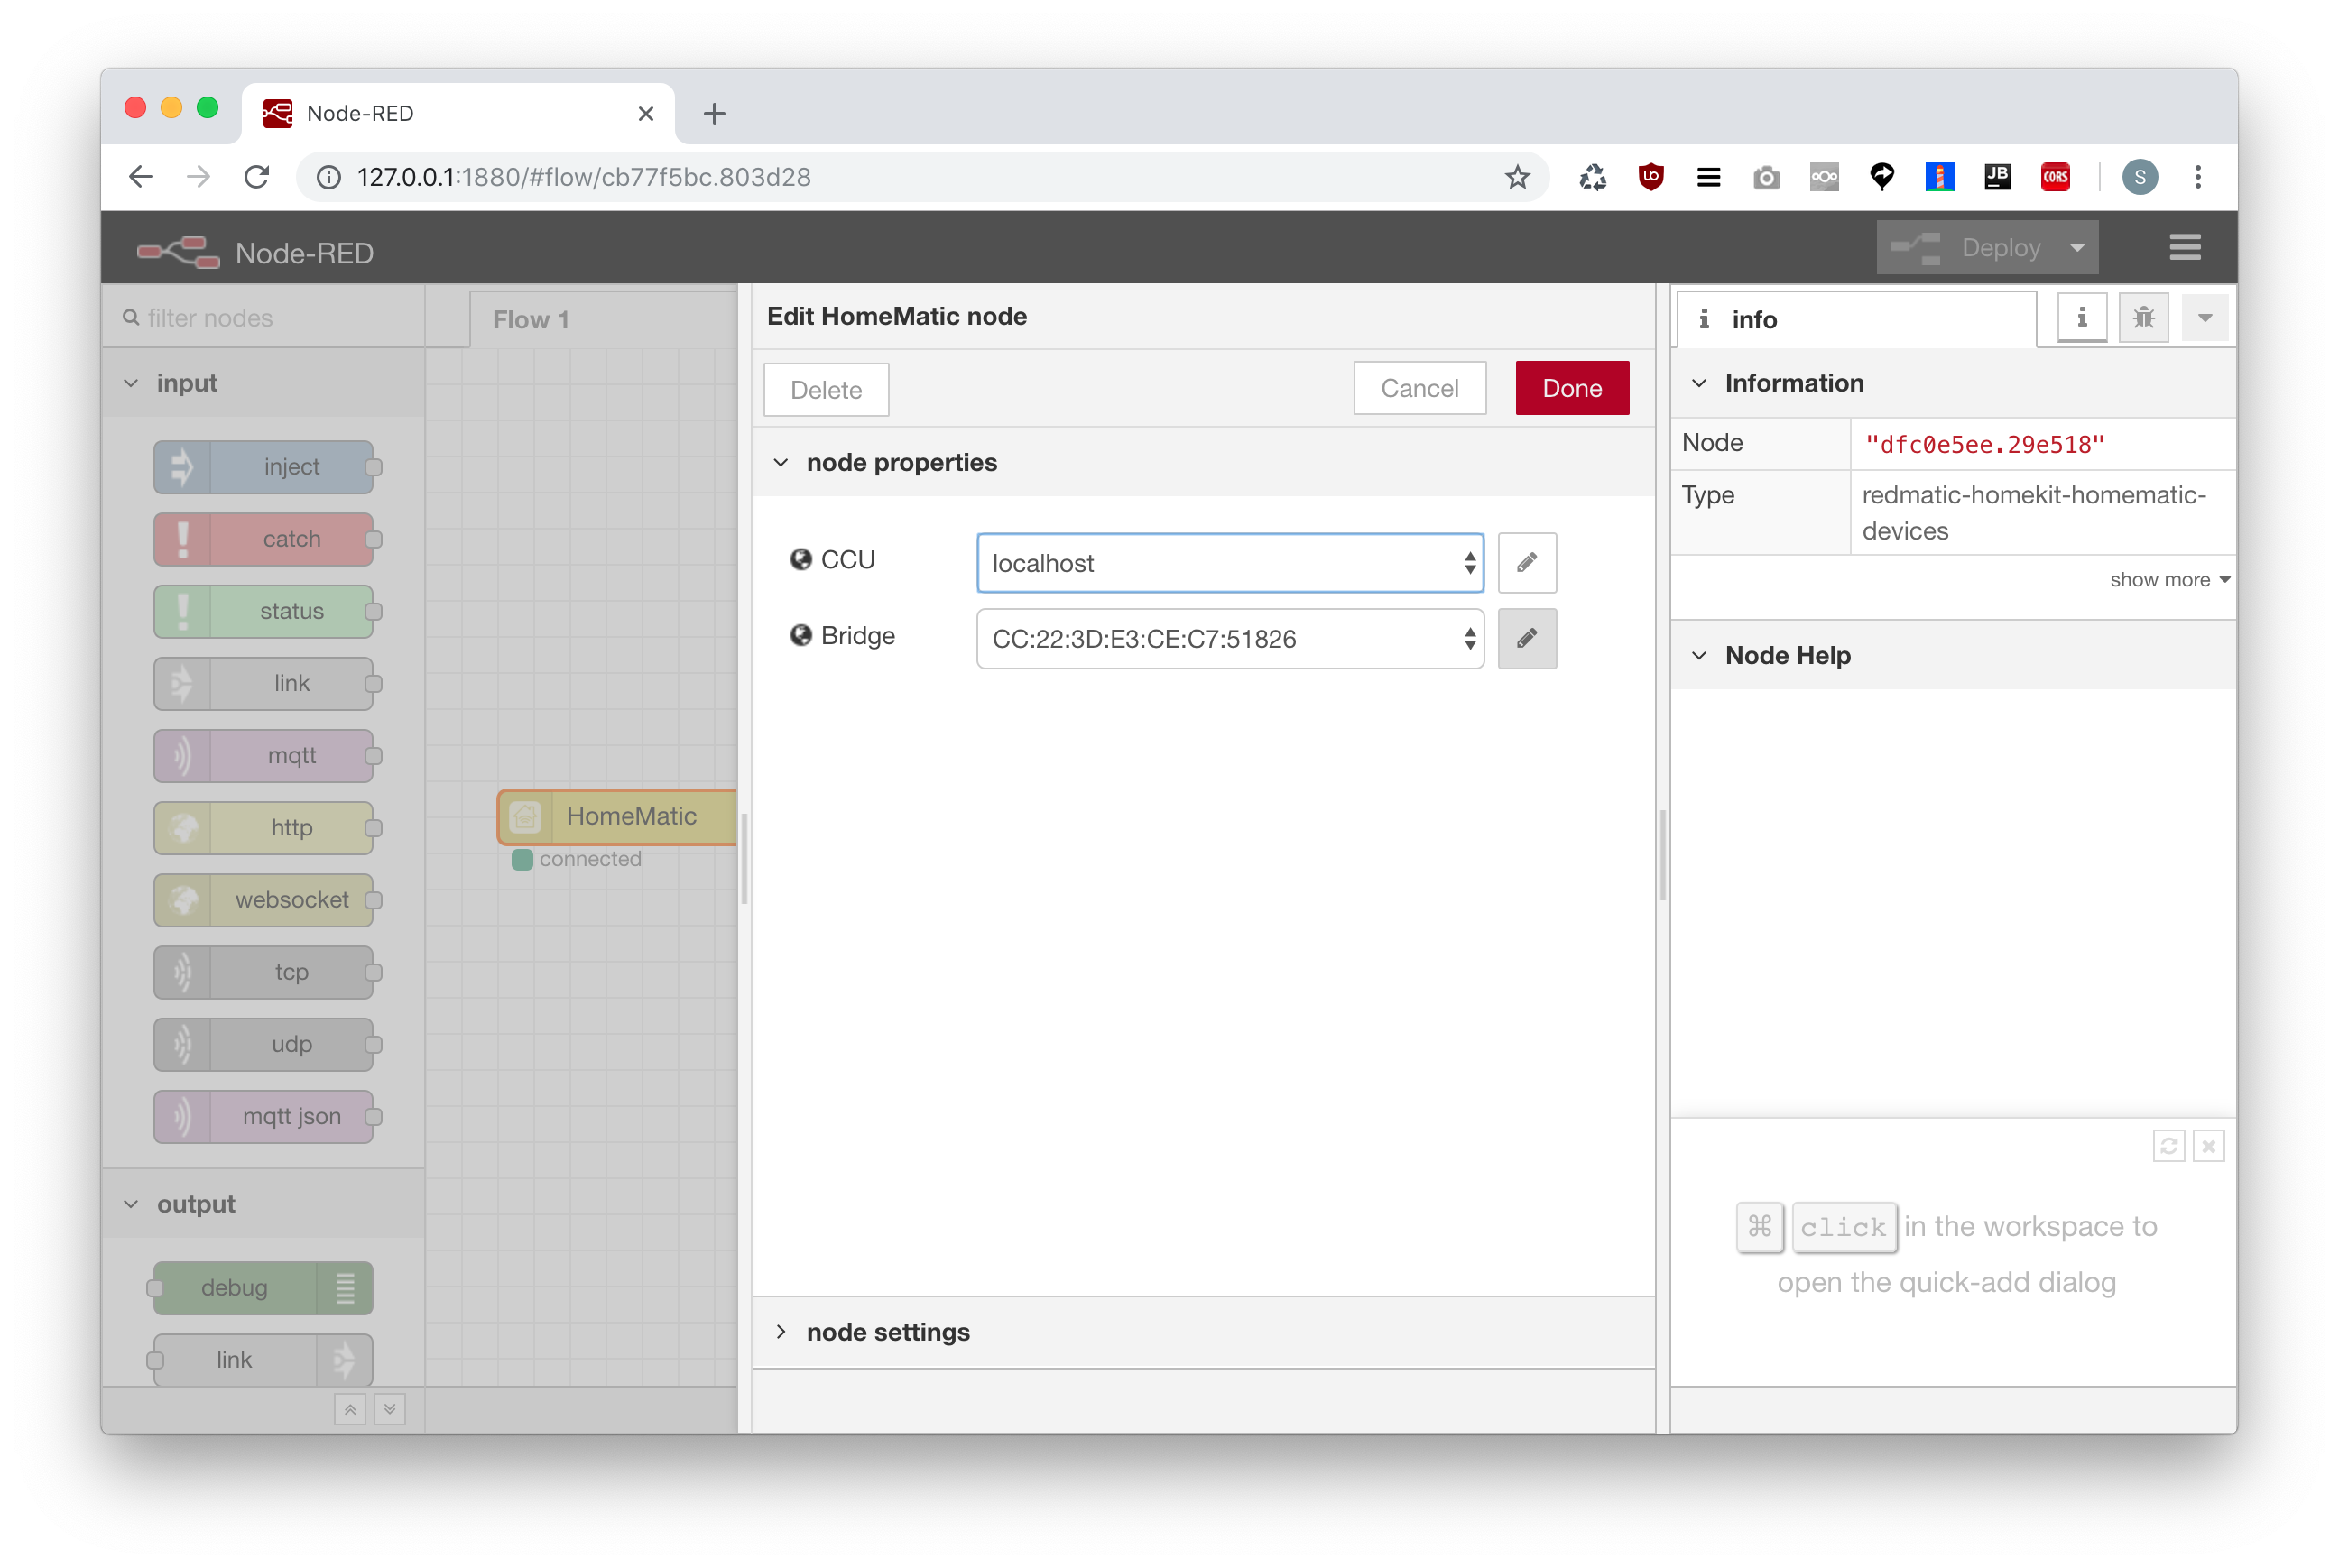 Node-RED
127.0.0.1:1880/#flow/cb77f5bc.803d28
UD
JB
CORS
S
Node-RED
Deploy
filter nodes
input
inject
catch
status
link
mqtt
http
websocket
tcp
udp
mqtt json
output
debug
link
Flow 1
HomeMatic
connected
Edit HomeMatic node
Delete
Cancel
Done
node properties
CCU
localhost
Bridge
CC:22:3D:E3:CE:C7:51826
node settings
info
Information
Node
"dfc0e5ee.29e518"
Type
redmatic-homekit-homematic-
devices
show more
Node Help
⌘ click in the workspace to
open the quick-add dialog